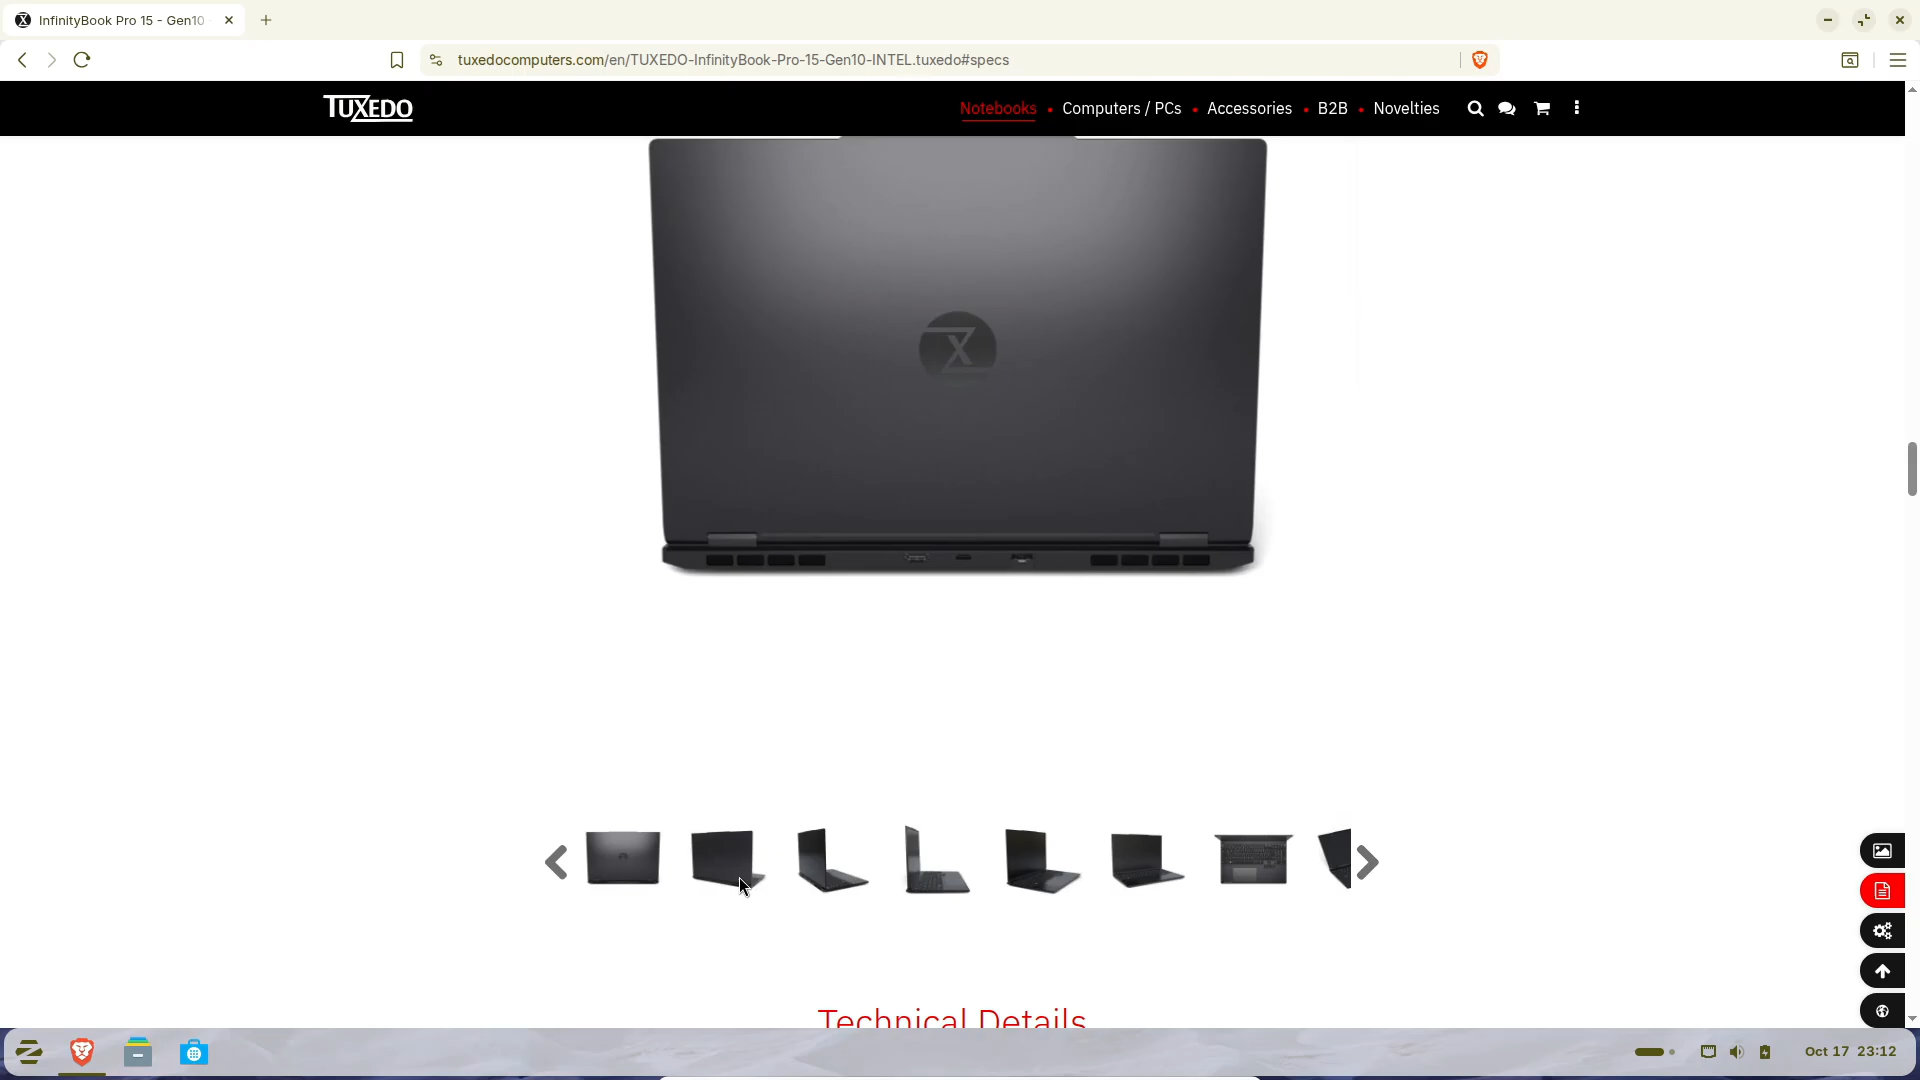 InfinityBook Pro 15 - Gen10
tuxedocomputers.com/en/TUXEDO-InfinityBook-Pro-15-Gen10-INTEL.tuxedo#specs
TUXEDO
Notebooks • Computers / PCs • Accessories • B2B • Novelties
Technical Details
Oct 17 23:12